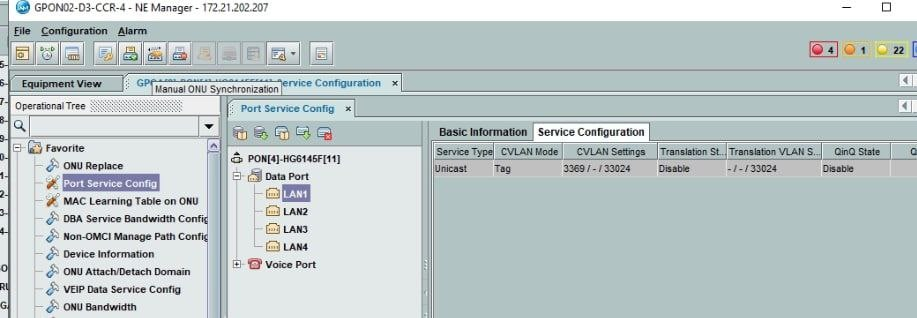 GPON02-D3-CCR-4 - NE Manager - 172.21.202.207
File Configuration Alarm
4 1 22
Equipment View
Service Configuration
Manual ONU Synchronization
Operational Tree
Port Service Config
Favorite
ONU Replace
Port Service Config
MAC Learning Table on ONU
DBA Service Bandwidth Config
Non-OMCI Manage Path Config
Device Information
ONU Attach/Detach Domain
VEIP Data Service Config
ONU Bandwidth
PON[4]-HG6145F[11]
Data Port
LAN1
LAN2
LAN3
LAN4
Voice Port
Basic Information Service Configuration
Service Type CVLAN Mode CVLAN Settings Translation St... Translation VLAN S... QinQ State Q
Unicast Tag 3369 / - / 33024 Disable - / - / 33024 Disable